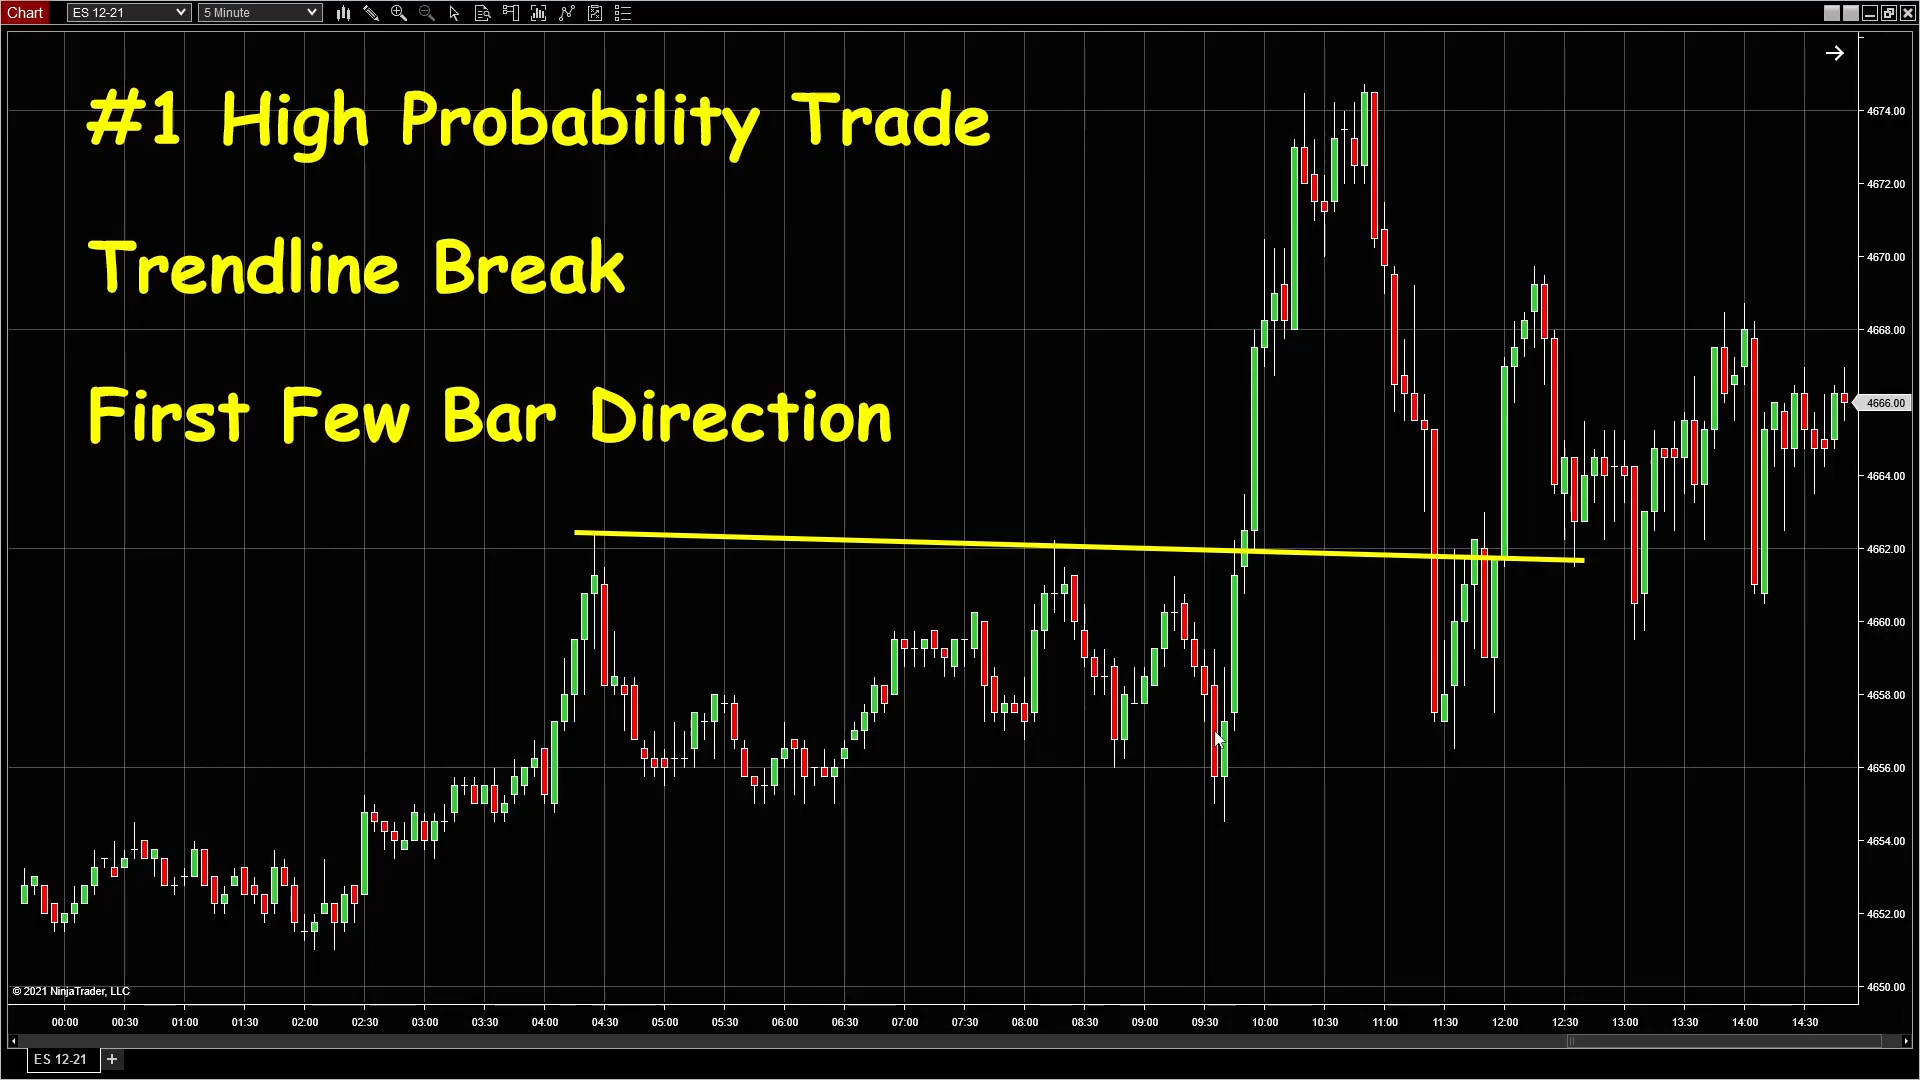 Chart ES 12-21 5 Minute
#1 High Probability Trade
Trendline Break
First Few Bar Direction
4674.00
4672.00
4670.00
4668.00
4666.00
4664.00
4662.00
4660.00
4658.00
4656.00
4654.00
4652.00
4650.00
© 2021 NinjaTrader, LLC
00:00 00:30 01:00 01:30 02:00 02:30 03:00 03:30 04:00 04:30 05:00 05:30 06:00 06:30 07:00 07:30 08:00 08:30 09:00 09:30 10:00 10:30 11:00 11:30 12:00 12:30 13:00 13:30 14:00 14:30
ES 12-21 +